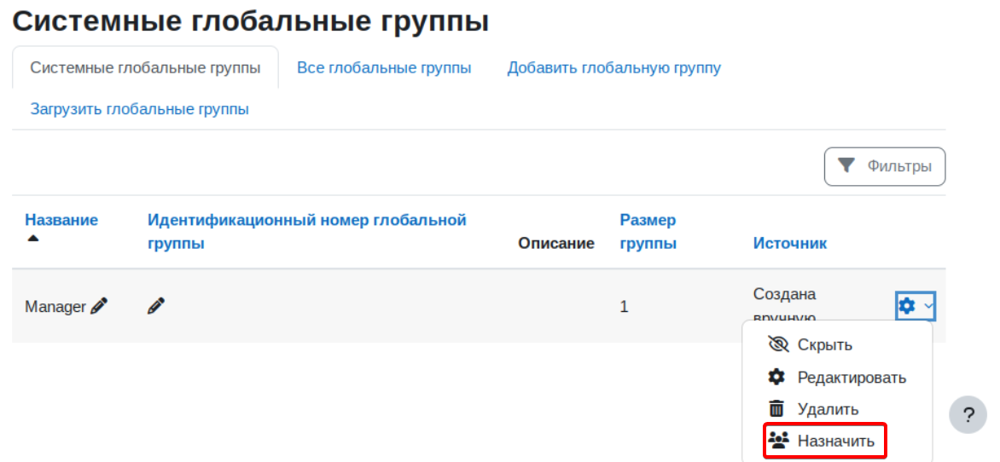 Системные глобальные группы
Системные глобальные группы Все глобальные группы Добавить глобальную группу
Загрузить глобальные группы
Фильтры
Название Идентификационный номер глобальной группы Описание Размер группы Источник
Manager 1 Создана вручную
Скрыть
Редактировать
Удалить
Назначить
?